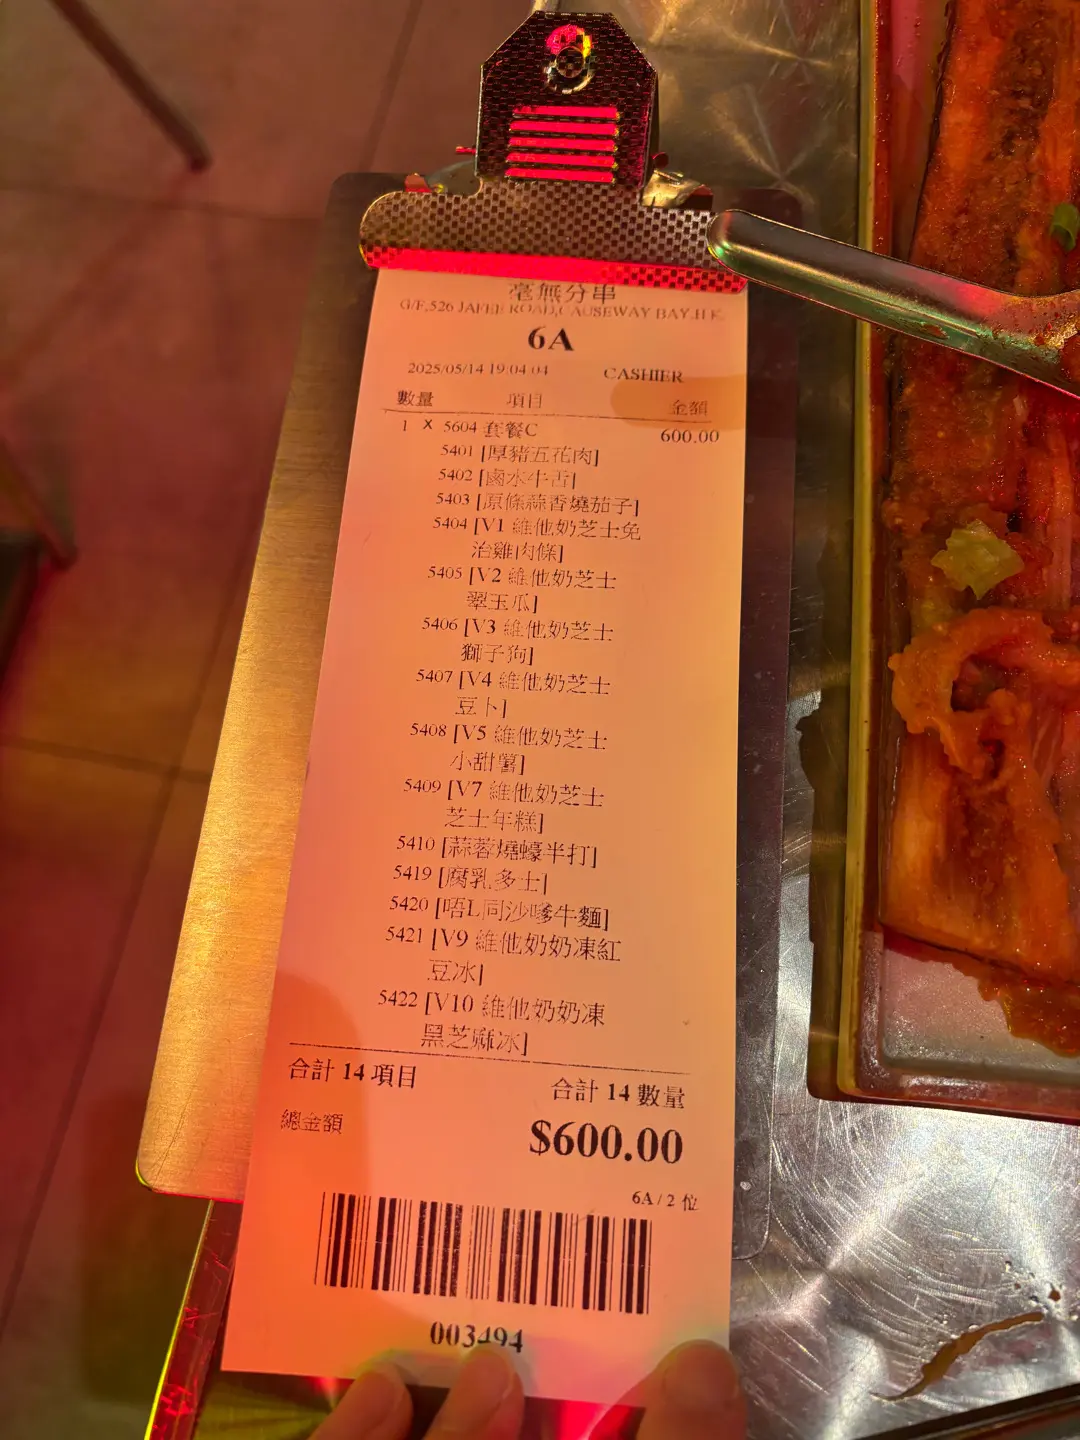 毫無分串
G/F,526 JAFEE ROAD,CAUSEWAY BAY.H K.
6A
2025/05/14 19:04:04 CASHIER
數量 項目 金額
1 X 5604 套餐C 600.00
5401 [厚豬五花肉]
5402 [鹵水牛舌]
5403 [原條蒜香燒茄子]
5404 [V1 維他奶芝士免
治雞肉條]
5405 [V2 維他奶芝士
翠玉瓜]
5406 [V3 維他奶芝士
獅子狗]
5407 [V4 維他奶芝士
豆卜]
5408 [V5 維他奶芝士
小甜薯]
5409 [V7 維他奶芝士
芝士年糕]
5410 [蒜蓉燒蠔半打]
5419 [腐乳多士]
5420 [唔L同沙嗲牛麵]
5421 [V9 維他奶奶凍紅
豆冰]
5422 [V10 維他奶奶凍
黑芝麻冰]
合計 14 項目 合計 14 數量
總金額 $600.00
6A / 2 位
003494